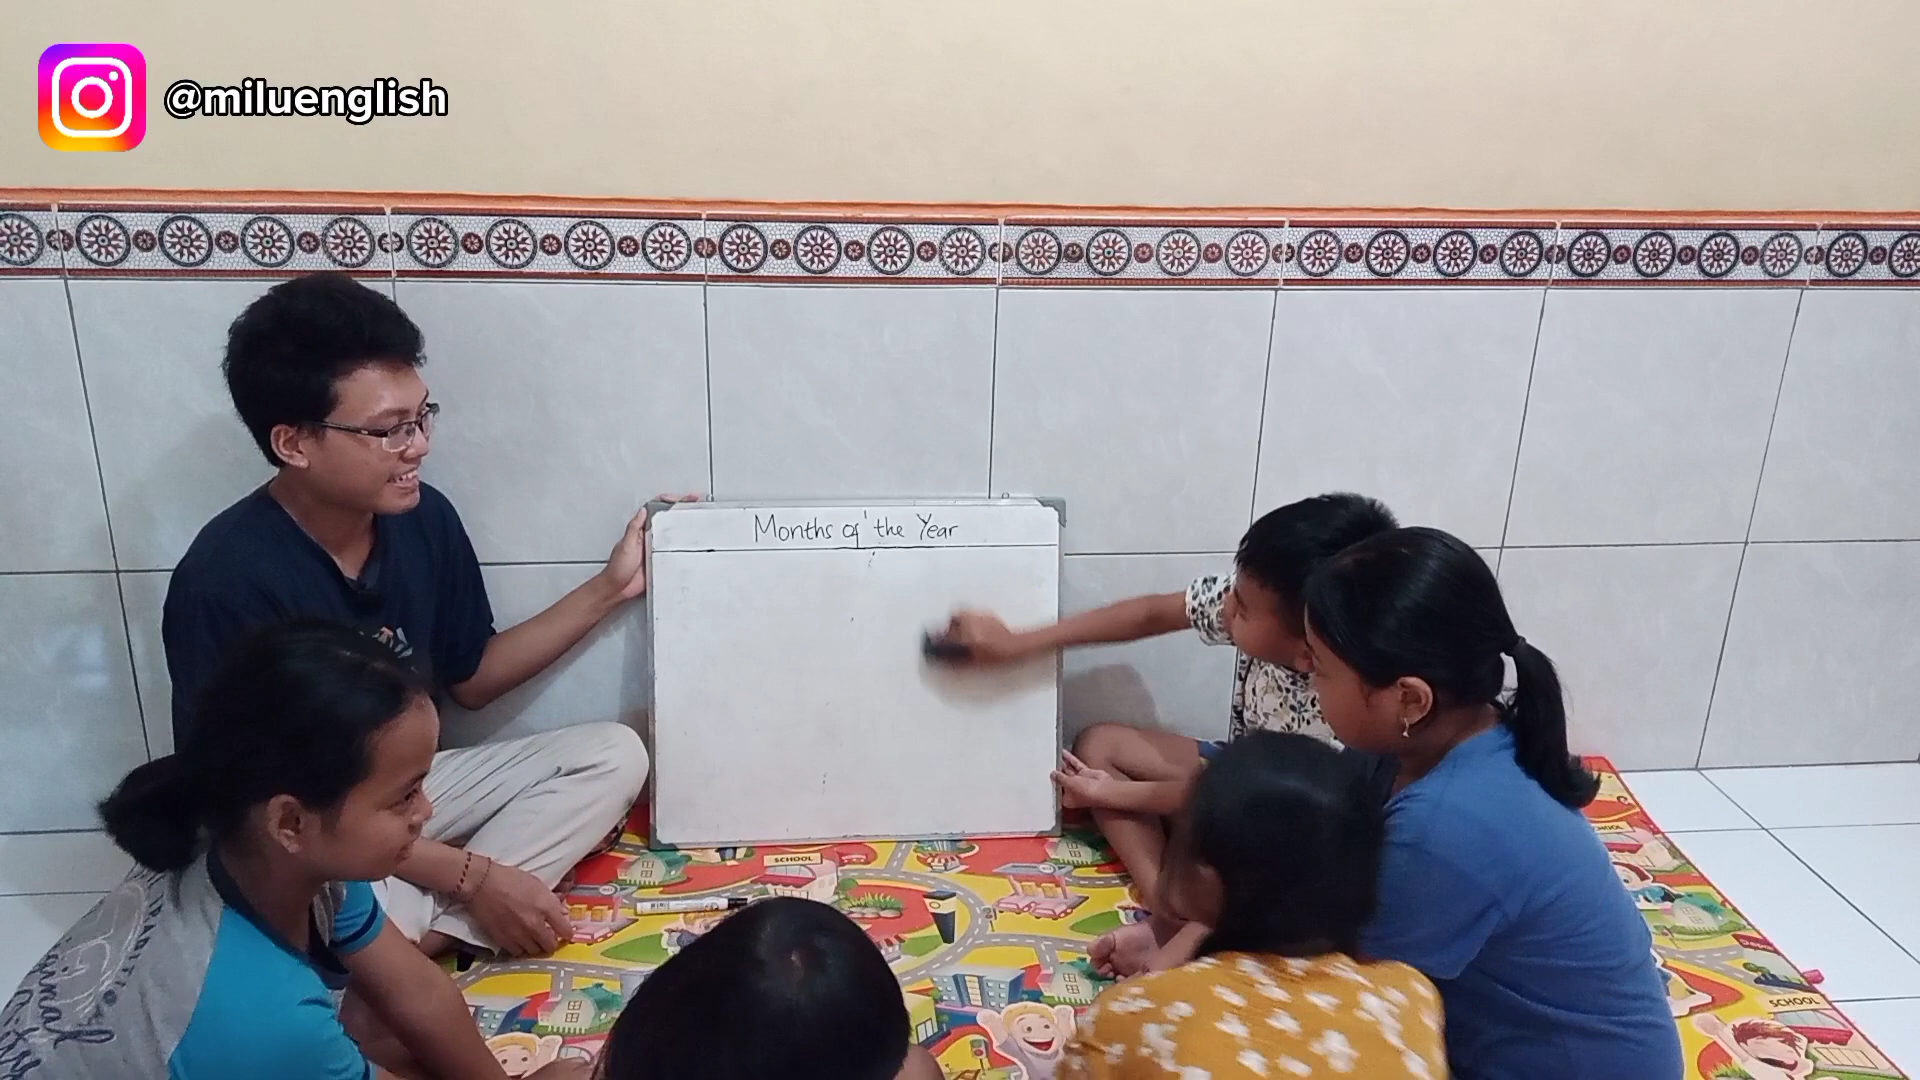 @miluenglish
Months of the Year
SCHOOL
SCHOOL
SCHOOL